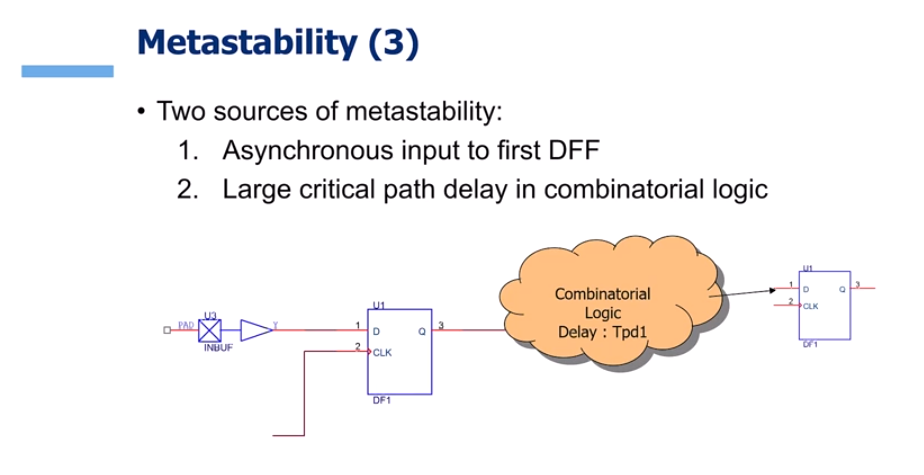 Metastability (3)
• Two sources of metastability:
1. Asynchronous input to first DFF
2. Large critical path delay in combinatorial logic
U3
PAD
Y
INBUF
U1
1
D
Q
3
2
CLK
DF1
Combinatorial
Logic
Delay : Tpd1
U1
1
D
Q
3
2
CLK
DF1